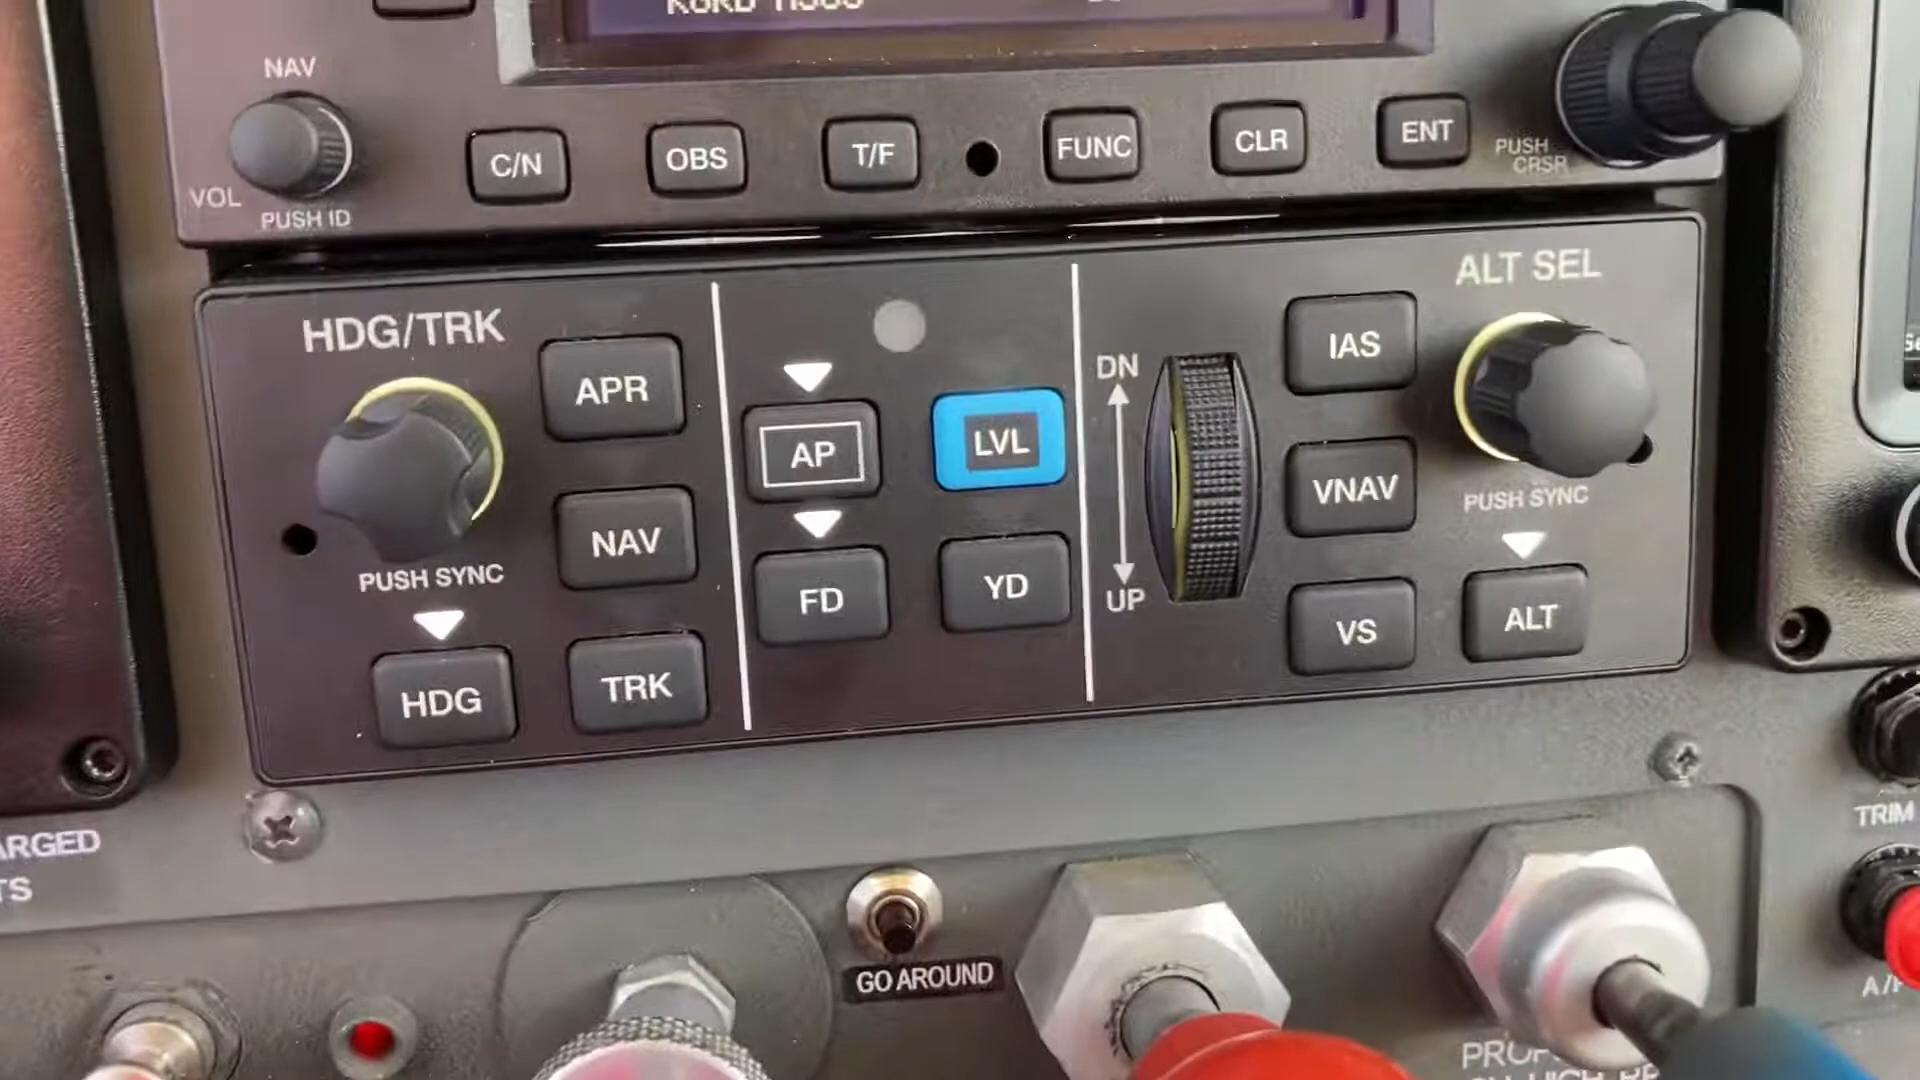 NAV
VOL
PUSH ID
C/N
OBS
T/F
FUNC
CLR
ENT
PUSH
CRSR
HDG/TRK
PUSH SYNC
HDG
APR
NAV
TRK
AP
FD
LVL
YD
DN
UP
IAS
VNAV
VS
ALT SEL
PUSH SYNC
ALT
GO AROUND
TRIM
ARGED
TS
PROP
A/P